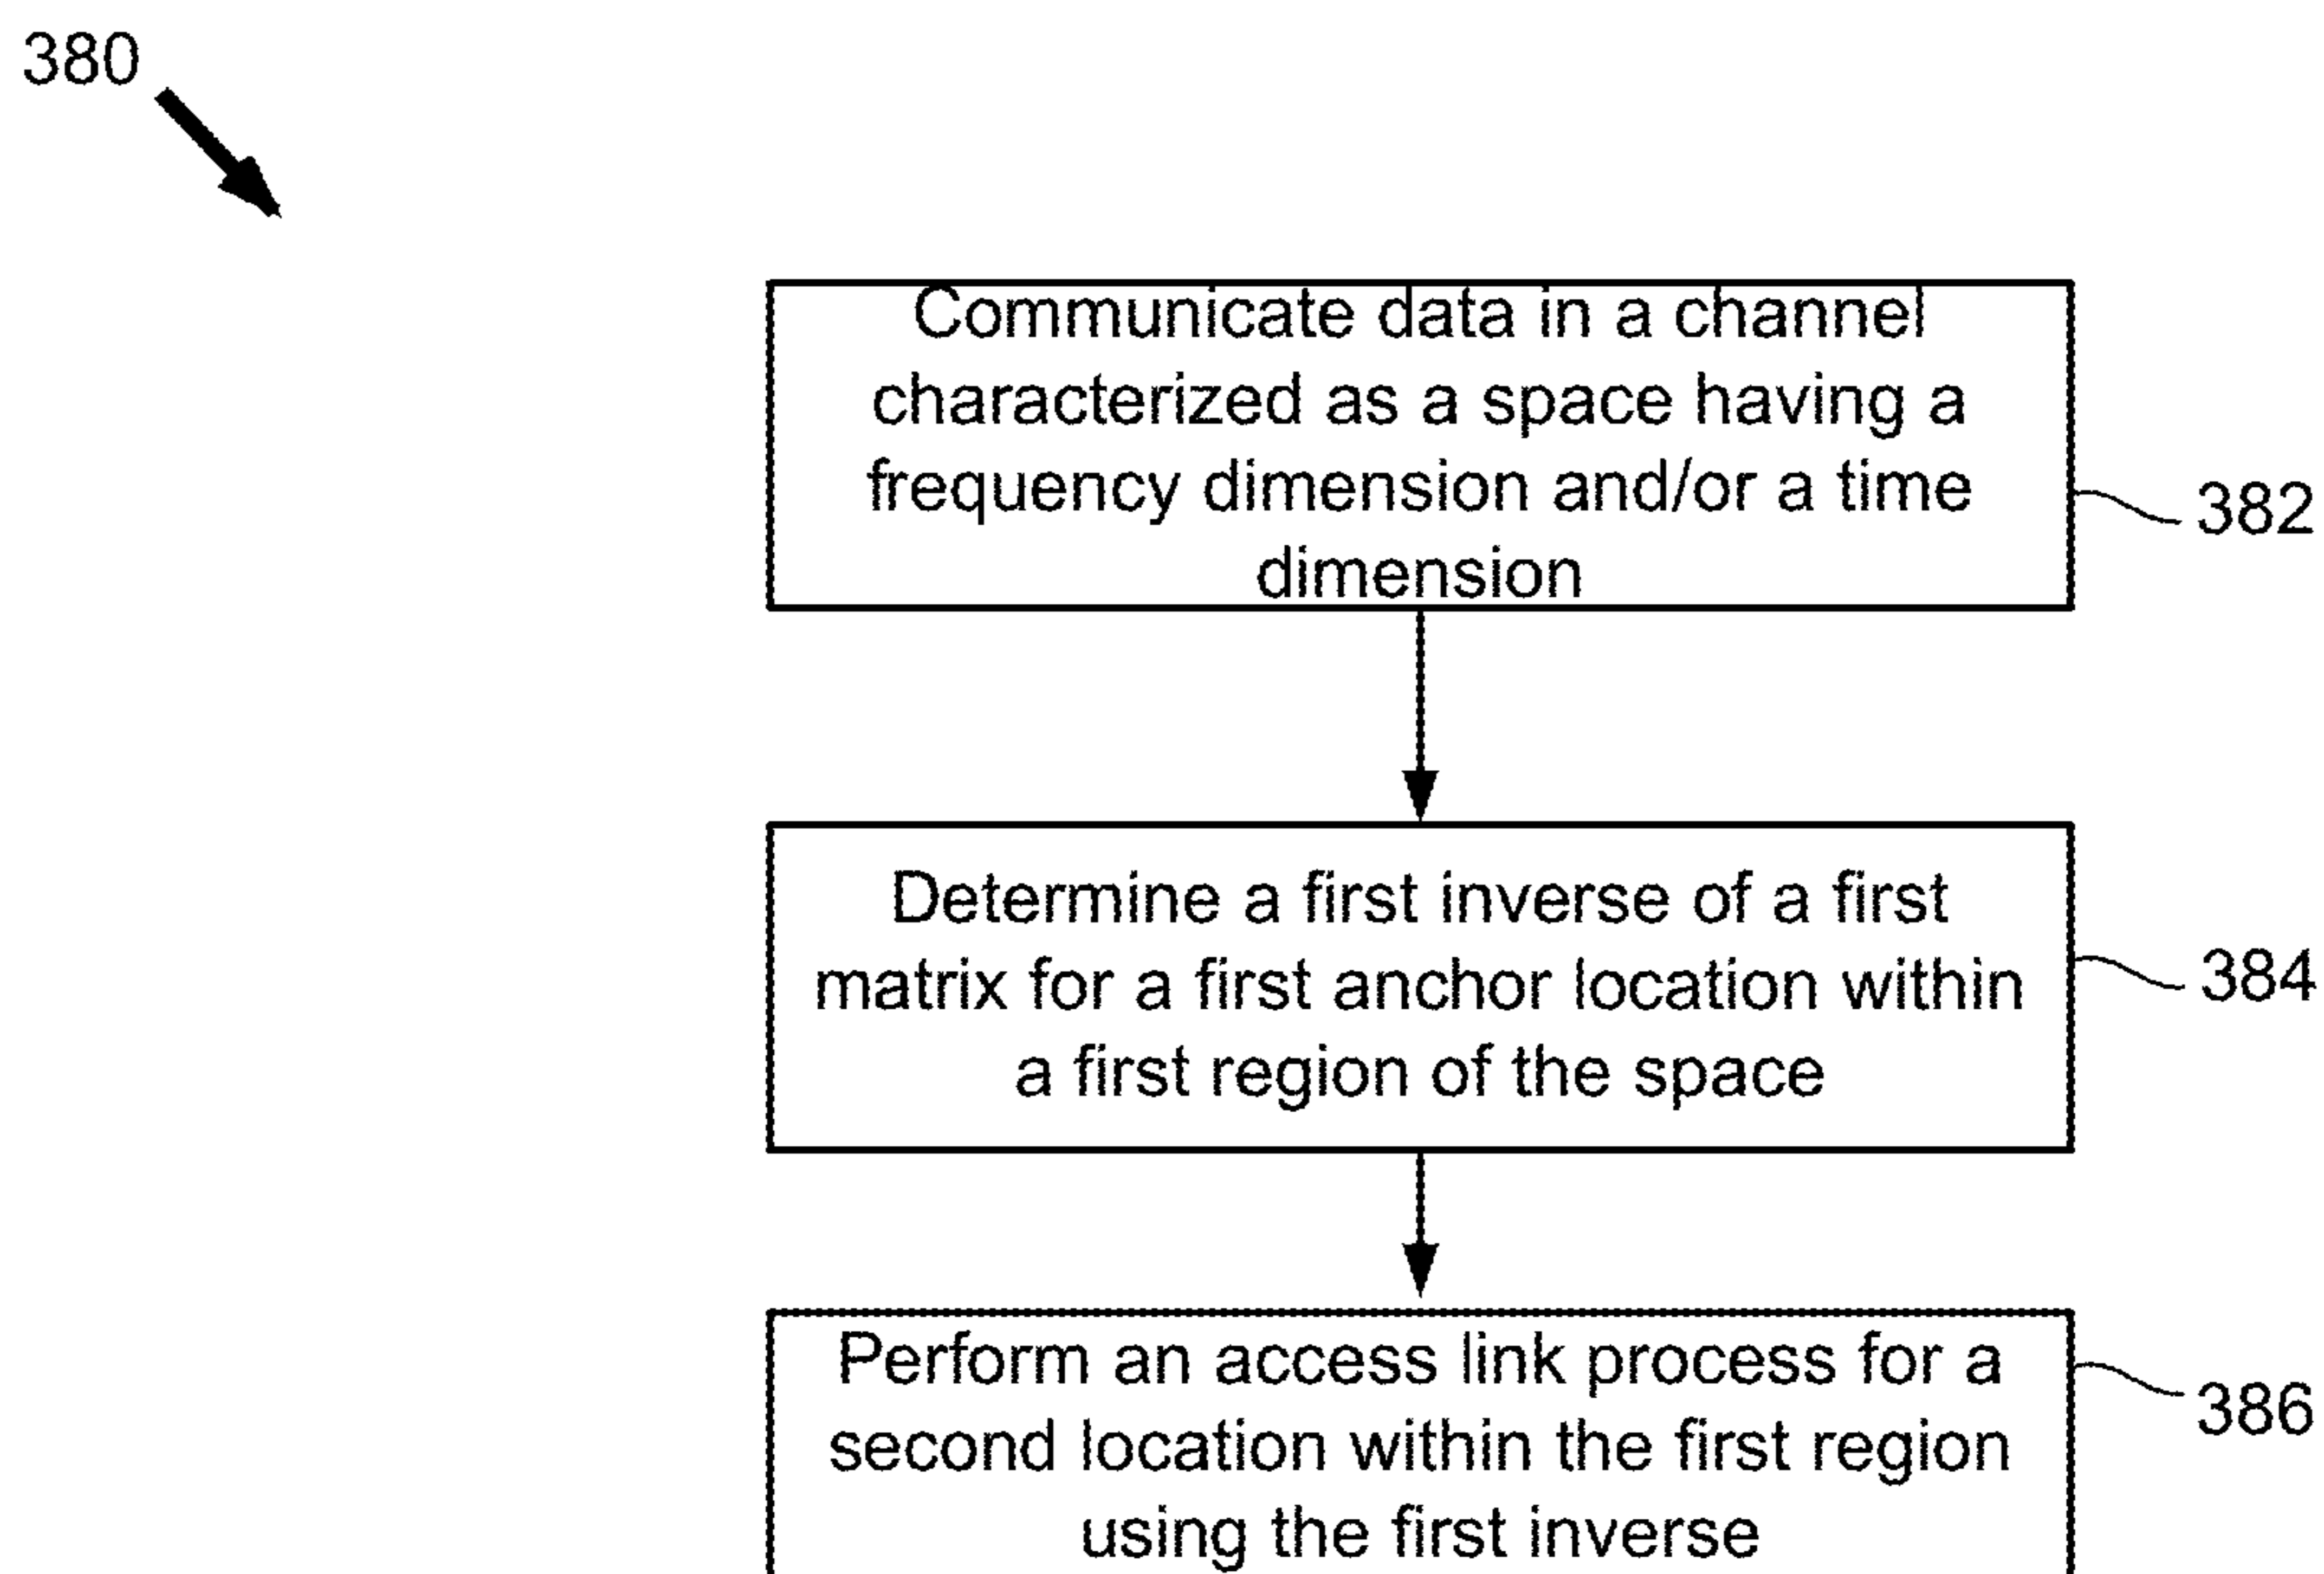 380
Communicate data in a channel
characterized as a space having a
frequency dimension and/or a time
dimension
382
Determine a first inverse of a first
matrix for a first anchor location within
a first region of the space
384
Perform an access link process for a
second location within the first region
using the first inverse
386